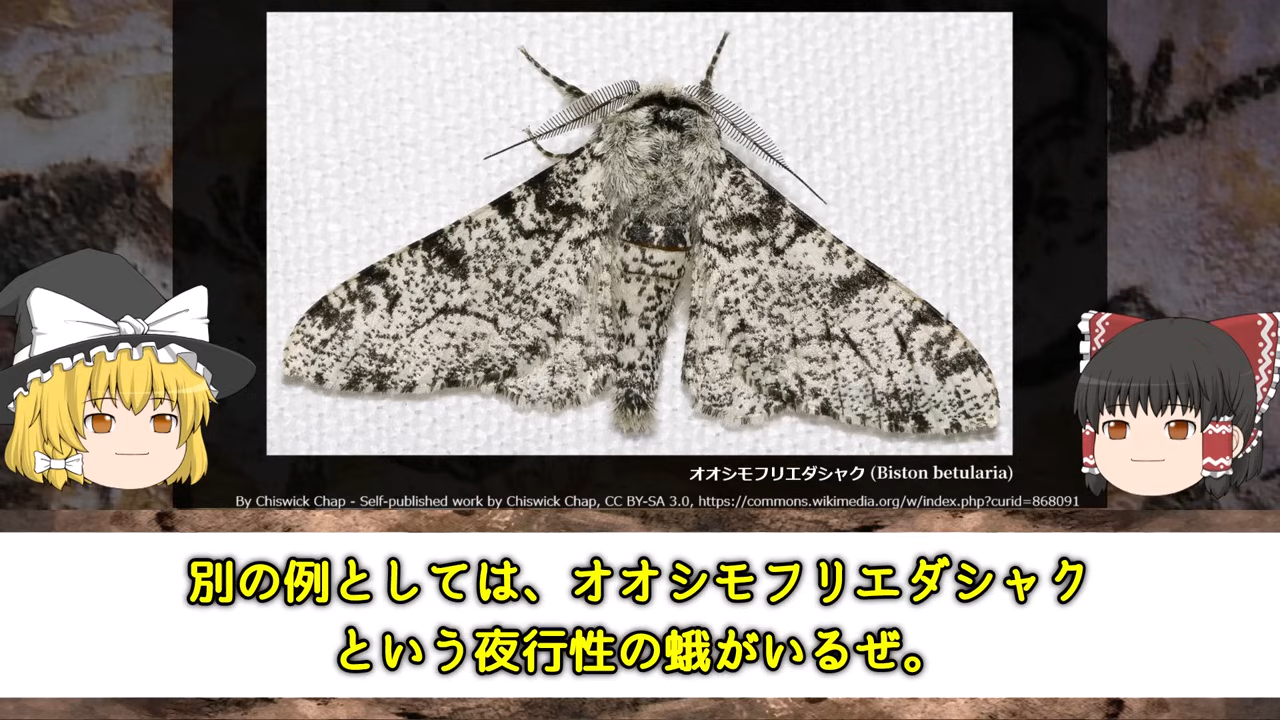 オオシモフリエダシャク (Biston betularia)
By Chiswick Chap - Self-published work by Chiswick Chap, CC BY-SA 3.0, https://commons.wikimedia.org/w/index.php?curid=868091
別の例としては、オオシモフリエダシャク
という夜行性の蛾がいるぜ。